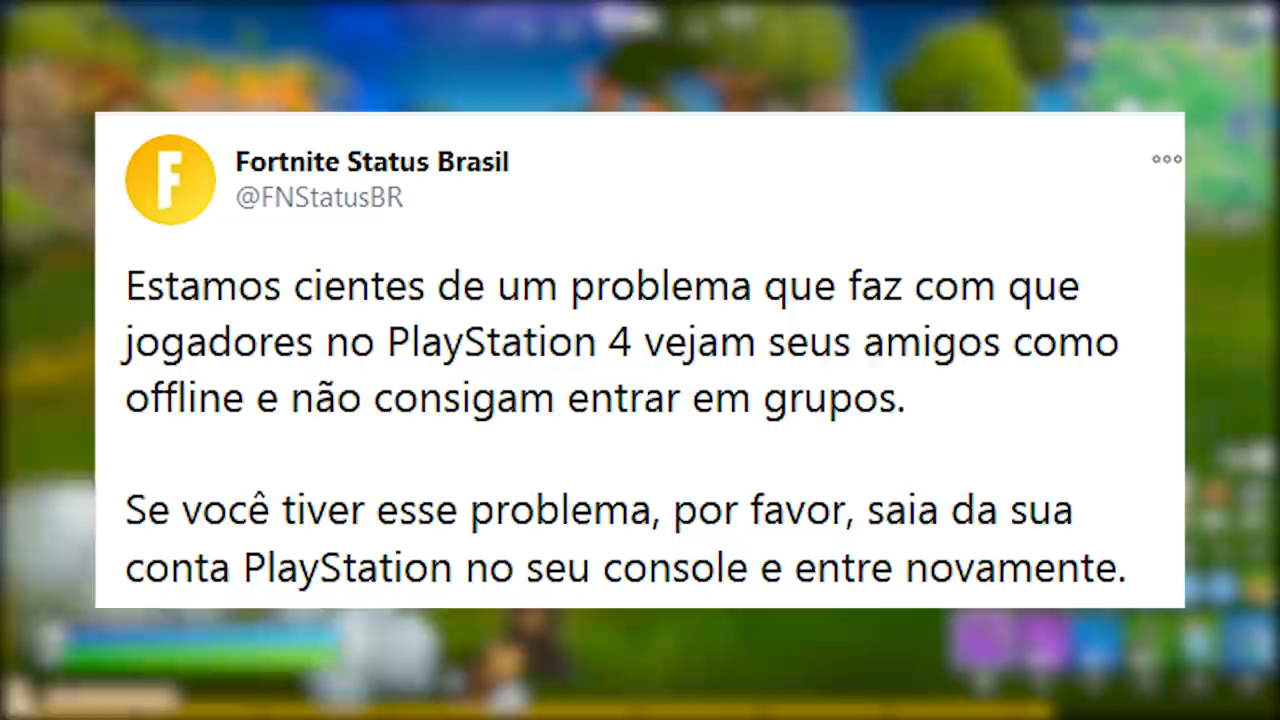 Fortnite Status Brasil
@FNStatusBR
Estamos cientes de um problema que faz com que
jogadores no PlayStation 4 vejam seus amigos como
offline e não consigam entrar em grupos.
Se você tiver esse problema, por favor, saia da sua
conta PlayStation no seu console e entre novamente.